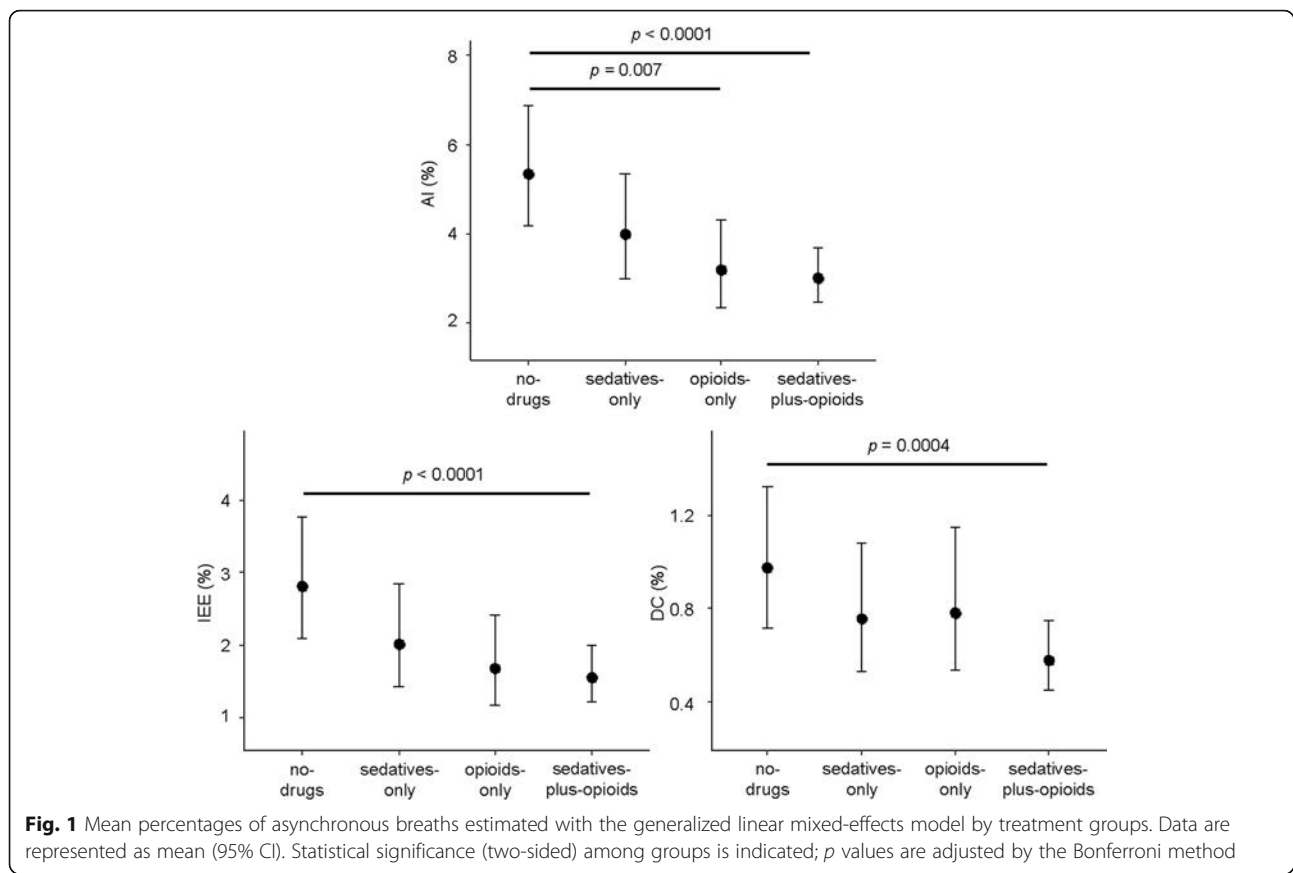 p < 0.0001
p = 0.007
8
6
4
2
AI (%)
no-drugs
sedatives-only
opioids-only
sedatives-plus-opioids
p < 0.0001
4
3
2
1
IEE (%)
no-drugs
sedatives-only
opioids-only
sedatives-plus-opioids
p = 0.0004
1.2
0.8
0.4
DC (%)
no-drugs
sedatives-only
opioids-only
sedatives-plus-opioids
Fig. 1 Mean percentages of asynchronous breaths estimated with the generalized linear mixed-effects model by treatment groups. Data are
represented as mean (95% CI). Statistical significance (two-sided) among groups is indicated; p values are adjusted by the Bonferroni method